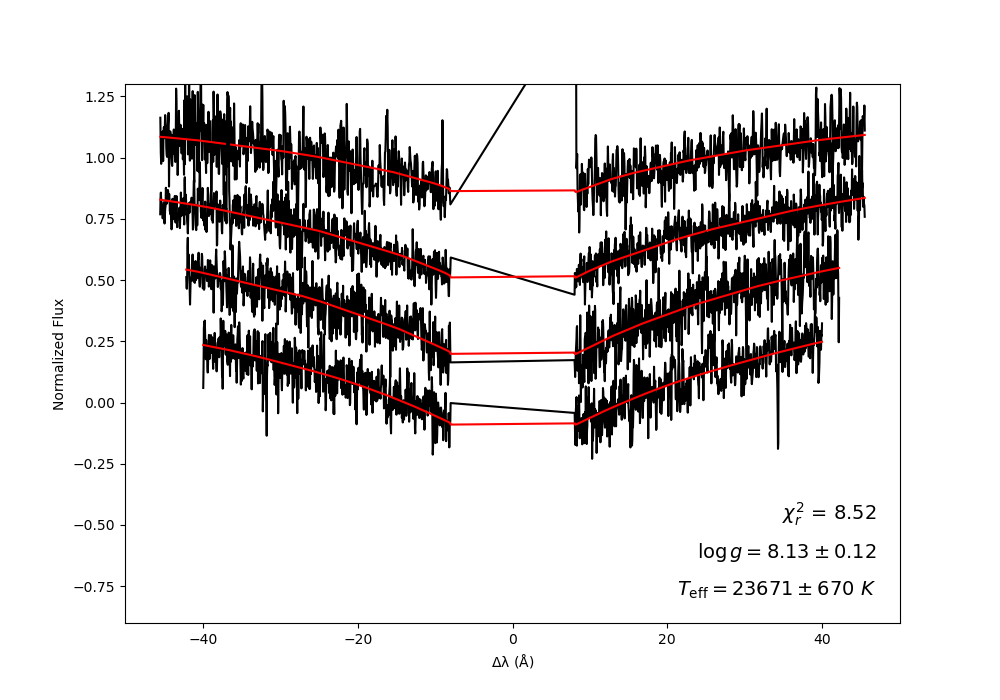 1.25
1.00
0.75
0.50
0.25
0.00
−0.25
−0.50
−0.75
Normalized Flux
χ²ᵣ = 8.52
log g = 8.13 ± 0.12
T_eff = 23671 ± 670 K
−40 −20 0 20 40
Δλ (Å)